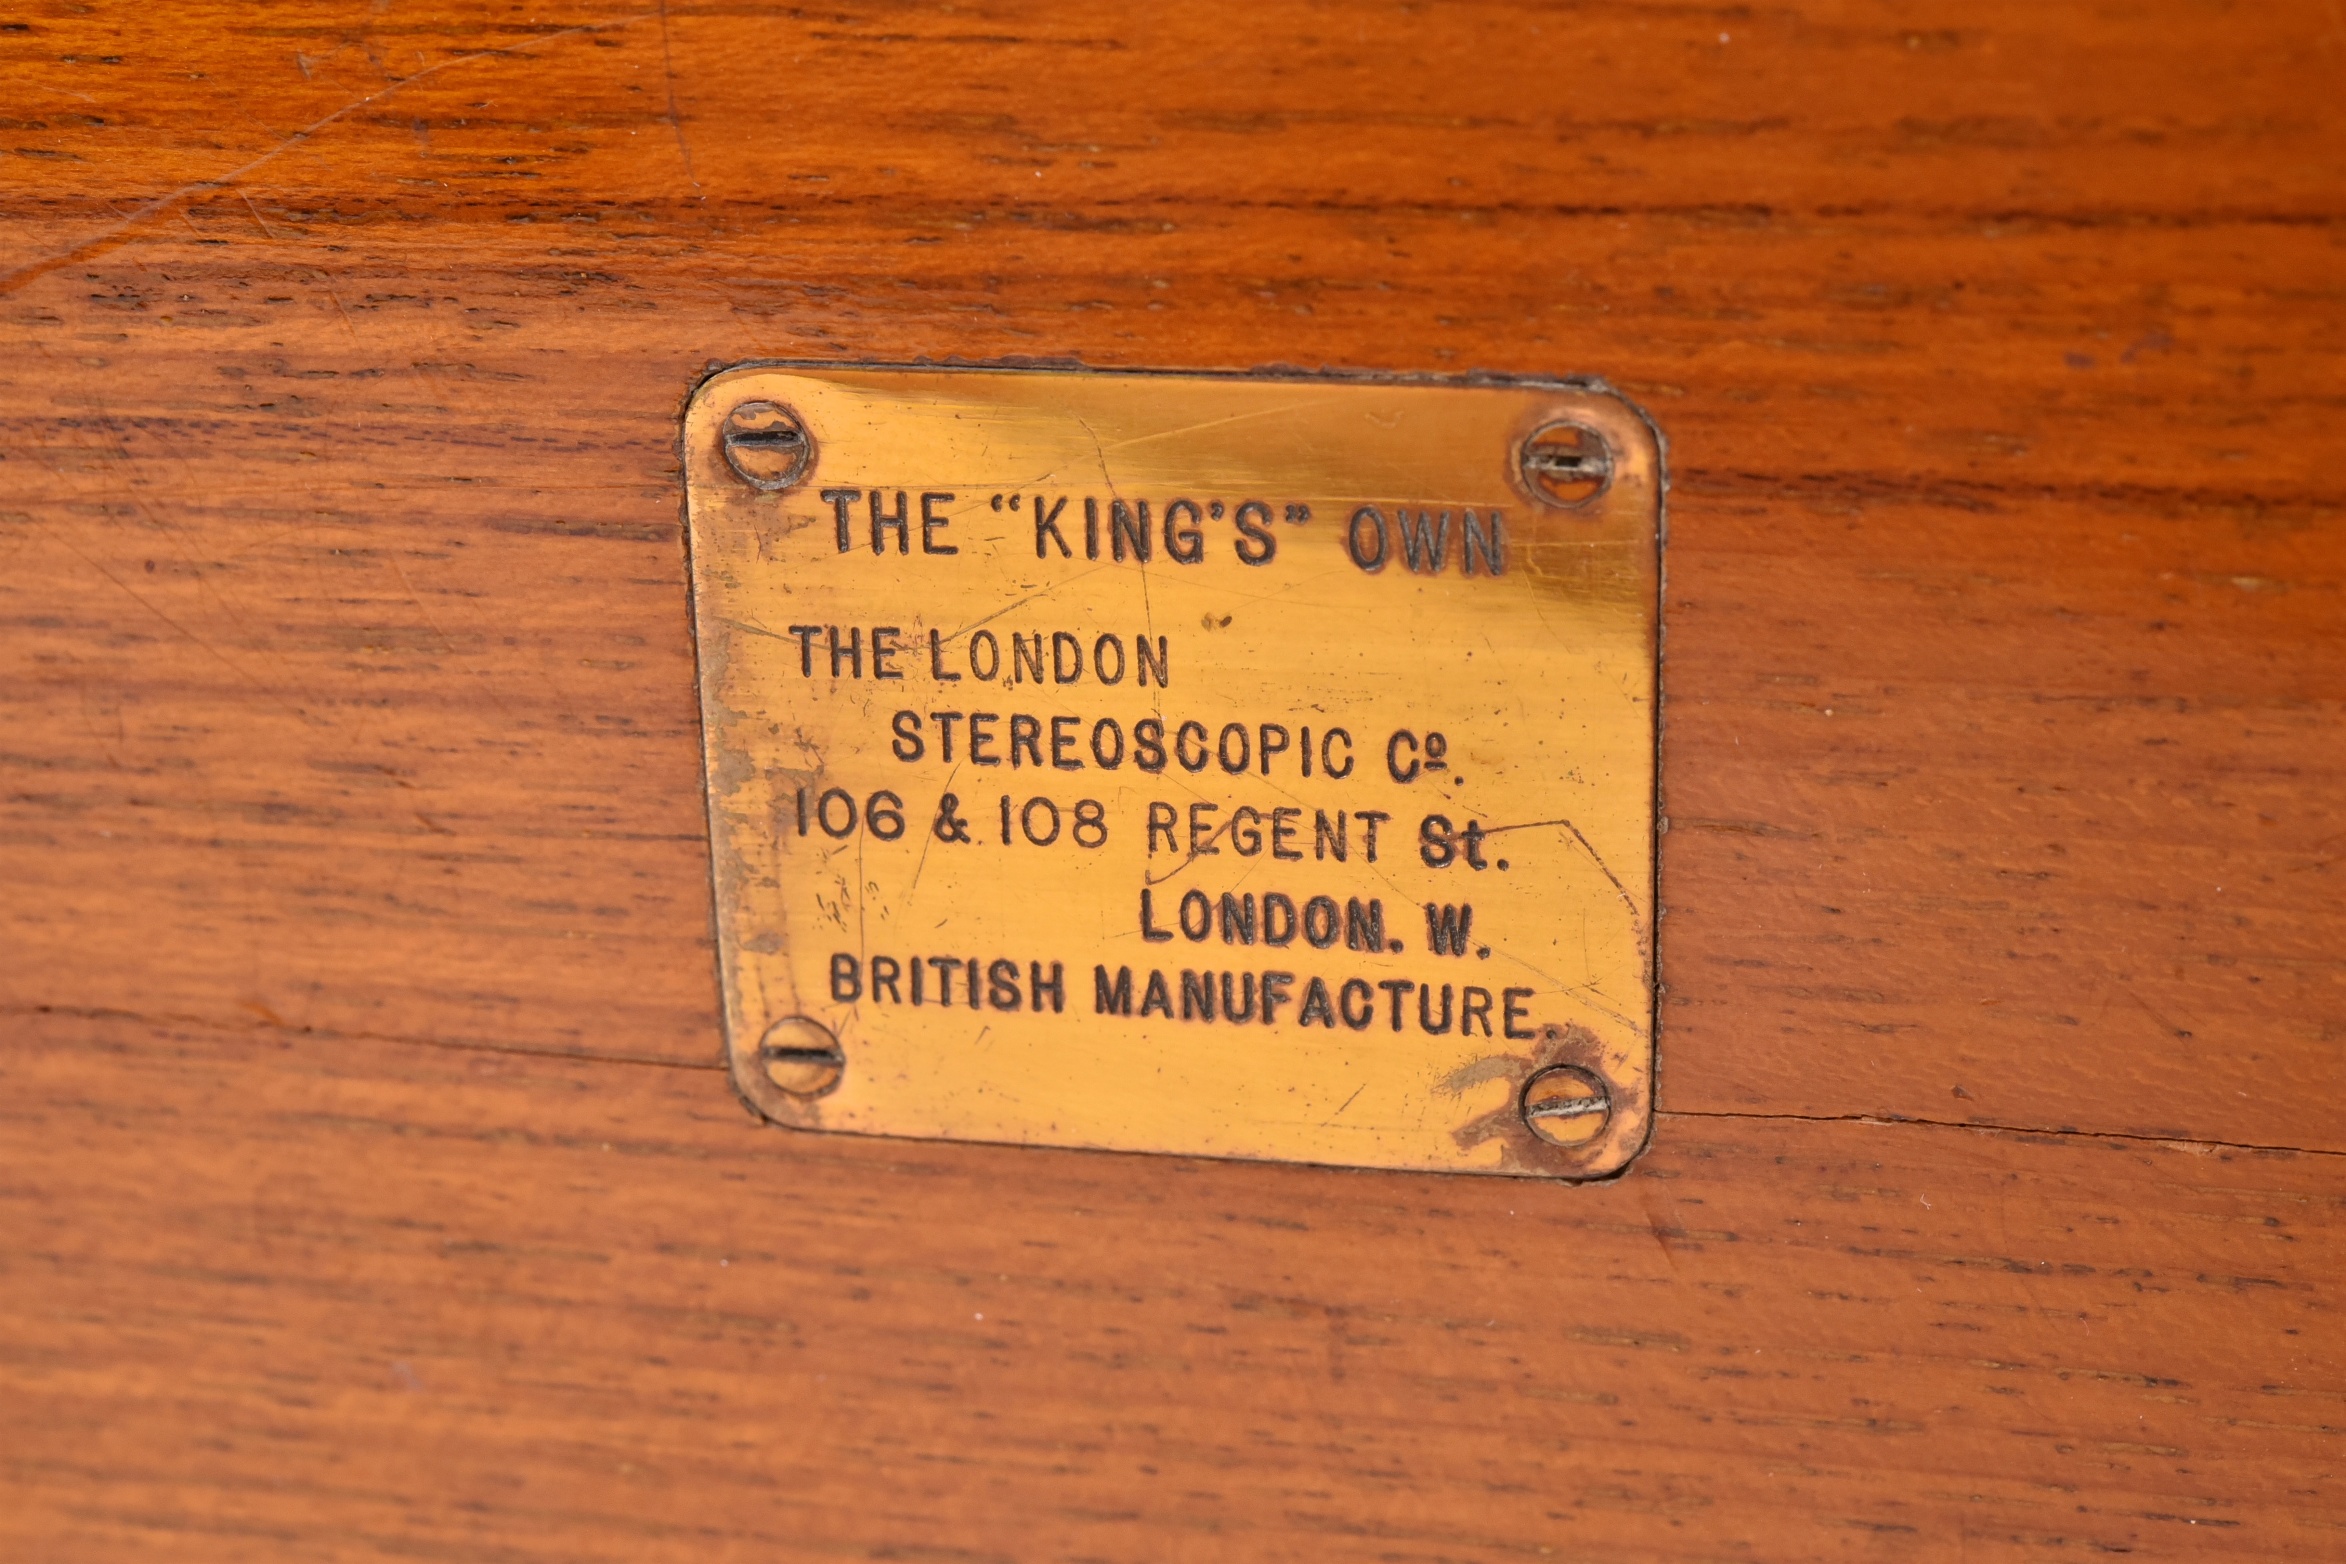 THE “KING’S” OWN
THE LONDON
STEREOSCOPIC Cº.
106 & 108 REGENT St.
LONDON. W.
BRITISH MANUFACTURE.